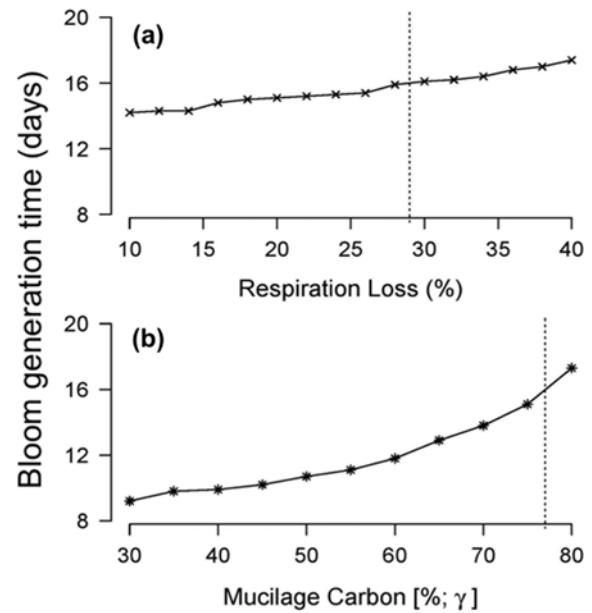 Bloom generation time (days)
(a)
20
16
12
8
10 15 20 25 30 35 40
Respiration Loss (%)
(b)
20
16
12
8
30 40 50 60 70 80
Mucilage Carbon [%; γ ]